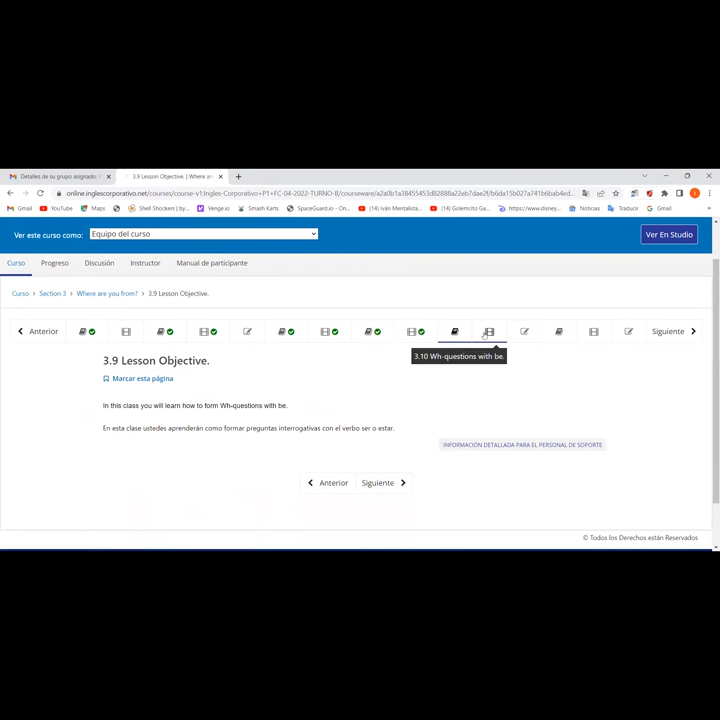 Detalles de su grupo asignado: F
3.9 Lesson Objective. | Where are
online.inglescorporativo.net/courses/course-v1:Ingles-Corporativo+P1+FC-04-2022-TURNO-8/courseware/a2a0b1a38455453d82888a22eb7dae2f/b6da15b027a741b6bab4ed...
Gmail YouTube Maps Shell Shockers | by... Venge.io Smash Karts SpaceGuard.io - On... (14) Iván Mentalista... (14) Golemcito Ga... https://www.disney... Noticias Traducir Gmail
Ver este curso como: Equipo del curso Ver En Studio
Curso Progreso Discusión Instructor Manual de participante
Curso > Section 3 > Where are you from? > 3.9 Lesson Objective.
Anterior Siguiente
3.10 Wh-questions with be.
3.9 Lesson Objective.
Marcar esta página
In this class you will learn how to form Wh-questions with be.
En esta clase ustedes aprenderán como formar preguntas interrogativas con el verbo ser o estar.
INFORMACIÓN DETALLADA PARA EL PERSONAL DE SOPORTE
Anterior Siguiente
© Todos los Derechos están Reservados